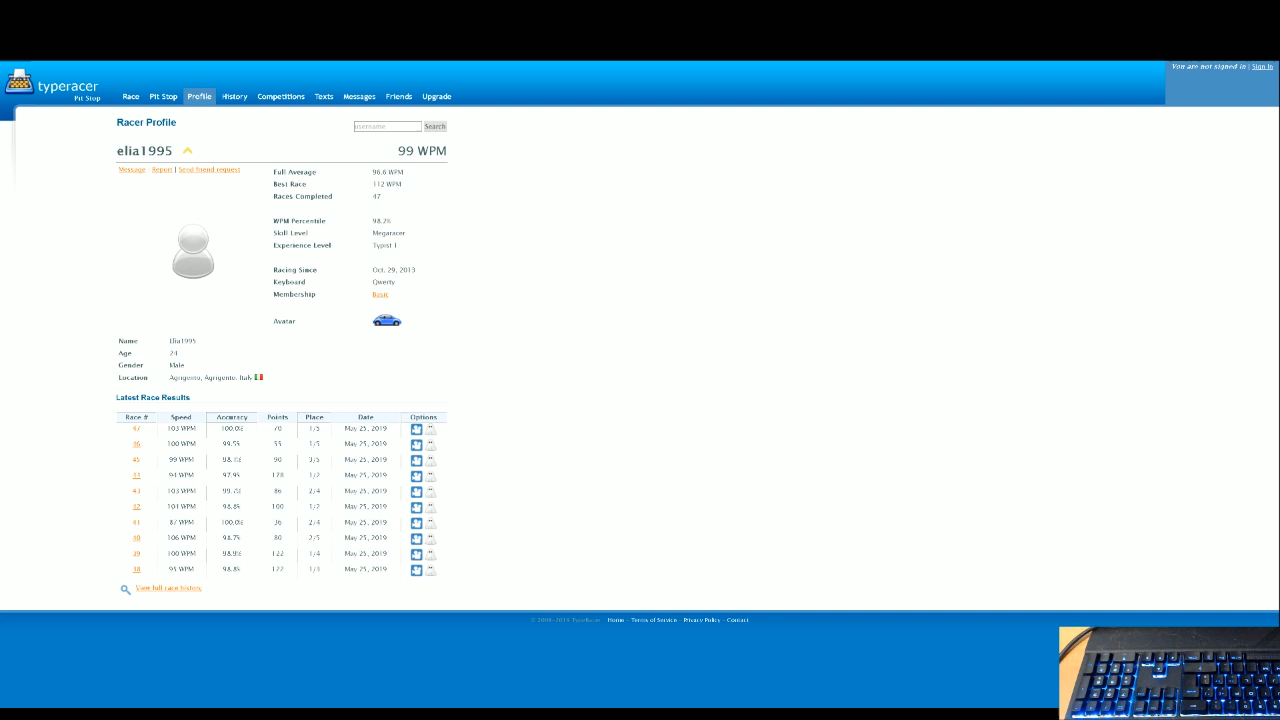 You are not signed in | Sign In
typeracer
Pit Stop
Race Pit Stop Profile History Competitions Texts Messages Friends Upgrade
Racer Profile
username Search
elia1995 99 WPM
Message Report | Send friend request
Full Average 96.6 WPM
Best Race 112 WPM
Races Completed 47
WPM Percentile 98.2%
Skill Level Megaracer
Experience Level Typist 1
Racing Since Oct. 29, 2013
Keyboard Qwerty
Membership Basic
Avatar
Name Elia1995
Age 24
Gender Male
Location Agrigento, Agrigento, Italy
Latest Race Results
Race # Speed Accuracy Points Place Date Options
47 103 WPM 100.0% 70 1/5 May 25, 2019
46 100 WPM 99.5% 55 1/5 May 25, 2019
45 99 WPM 98.1% 90 3/5 May 25, 2019
44 94 WPM 97.9% 128 1/2 May 25, 2019
43 103 WPM 99.7% 86 2/4 May 25, 2019
42 101 WPM 98.8% 100 1/2 May 25, 2019
41 87 WPM 100.0% 36 2/4 May 25, 2019
40 106 WPM 98.7% 80 2/5 May 25, 2019
39 100 WPM 98.9% 122 1/4 May 25, 2019
38 95 WPM 98.8% 122 1/3 May 25, 2019
View full race history
TypeRacer Home - Terms of Service - Privacy Policy - Contact